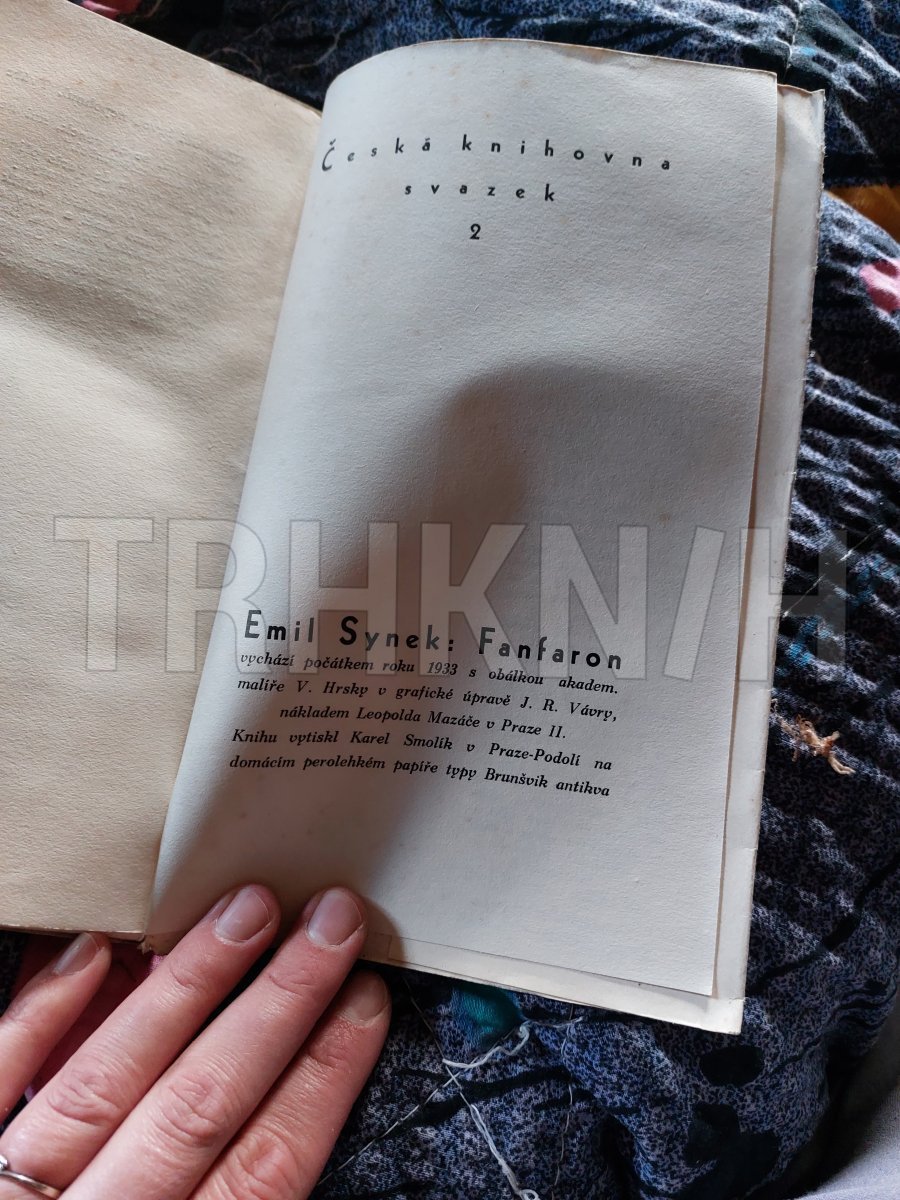 Česká knihovna
svazek
2
TRHKNIH
Emil Synek: Fanfaron
vychází počátkem roku 1933 s obálkou akadem.
malíře V. Hrsky v grafické úpravě J. R. Vávry,
nákladem Leopolda Mazáče v Praze II.
Knihu vytiskl Karel Smolík v Praze-Podolí na
domácím perolehkém papíře typy Brunšvik antikva